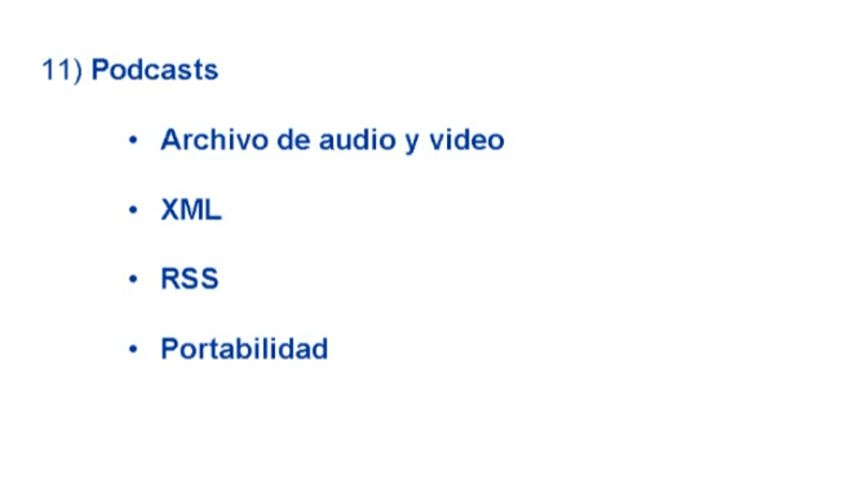 11) Podcasts
• Archivo de audio y video
• XML
• RSS
• Portabilidad